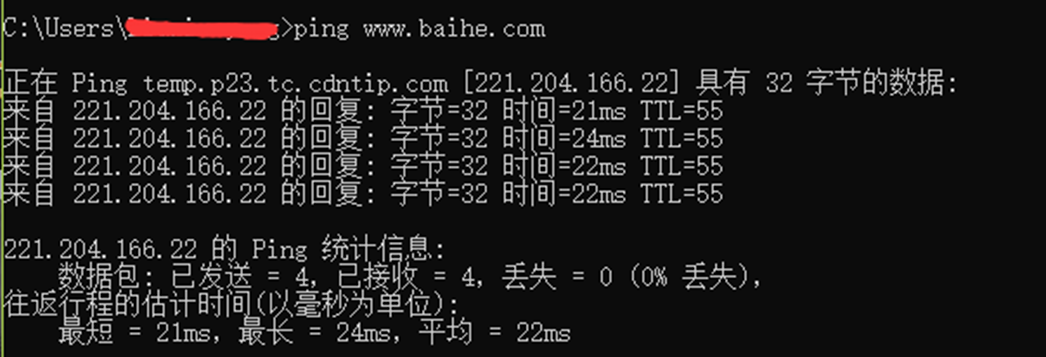 C:\Users\>ping www.baihe.com
正在 Ping temp.p23.tc.cdntip.com [221.204.166.22] 具有 32 字节的数据:
来自 221.204.166.22 的回复: 字节=32 时间=21ms TTL=55
来自 221.204.166.22 的回复: 字节=32 时间=24ms TTL=55
来自 221.204.166.22 的回复: 字节=32 时间=22ms TTL=55
来自 221.204.166.22 的回复: 字节=32 时间=22ms TTL=55
221.204.166.22 的 Ping 统计信息:
数据包: 已发送 = 4，已接收 = 4，丢失 = 0 (0% 丢失)，
往返行程的估计时间(以毫秒为单位):
最短 = 21ms，最长 = 24ms，平均 = 22ms